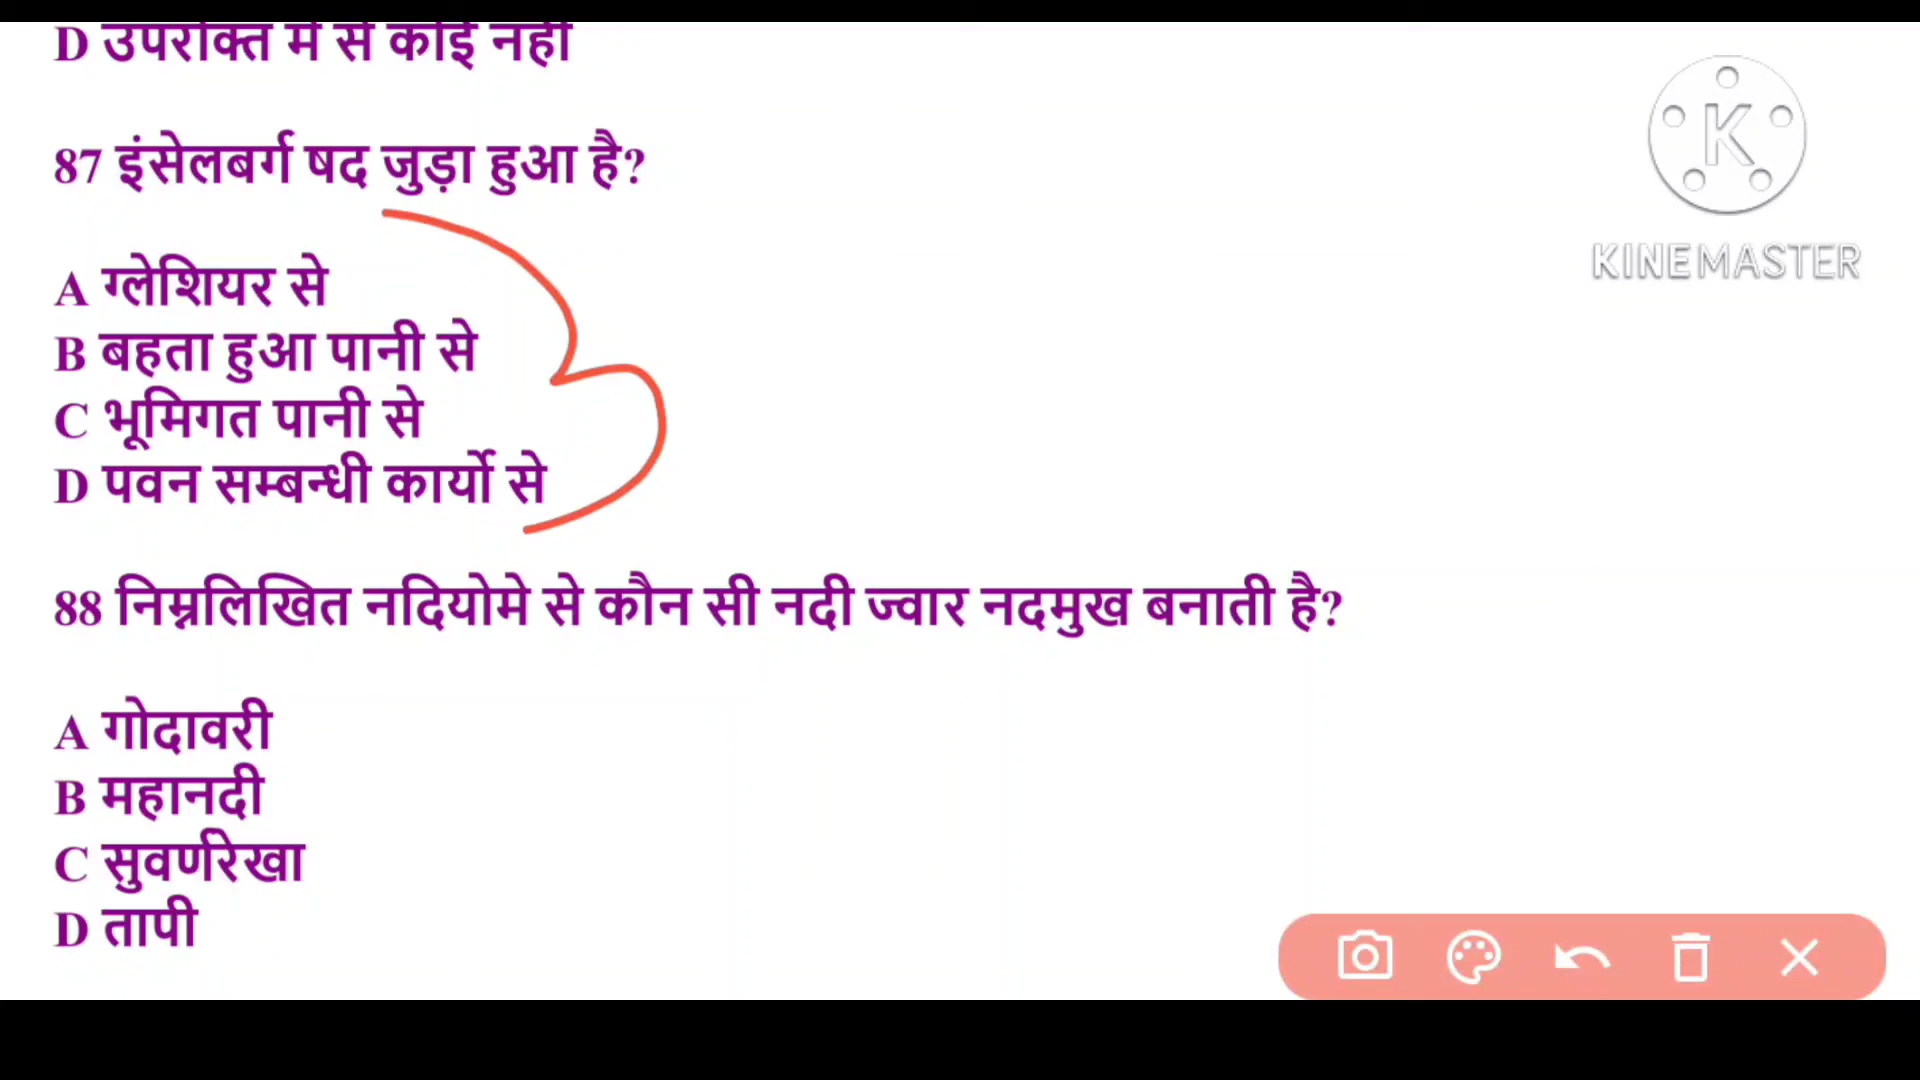 D उपरोक्त में से कोई नहीं
87 इंसेलबर्ग षद जुड़ा हुआ है?
A ग्लेशियर से
B बहता हुआ पानी से
C भूमिगत पानी से
D पवन सम्बन्धी कार्यो से
88 निम्नलिखित नदियोमे से कौन सी नदी ज्वार नदमुख बनाती है?
A गोदावरी
B महानदी
C सुवर्णरेखा
D तापी
K
KINEMASTER